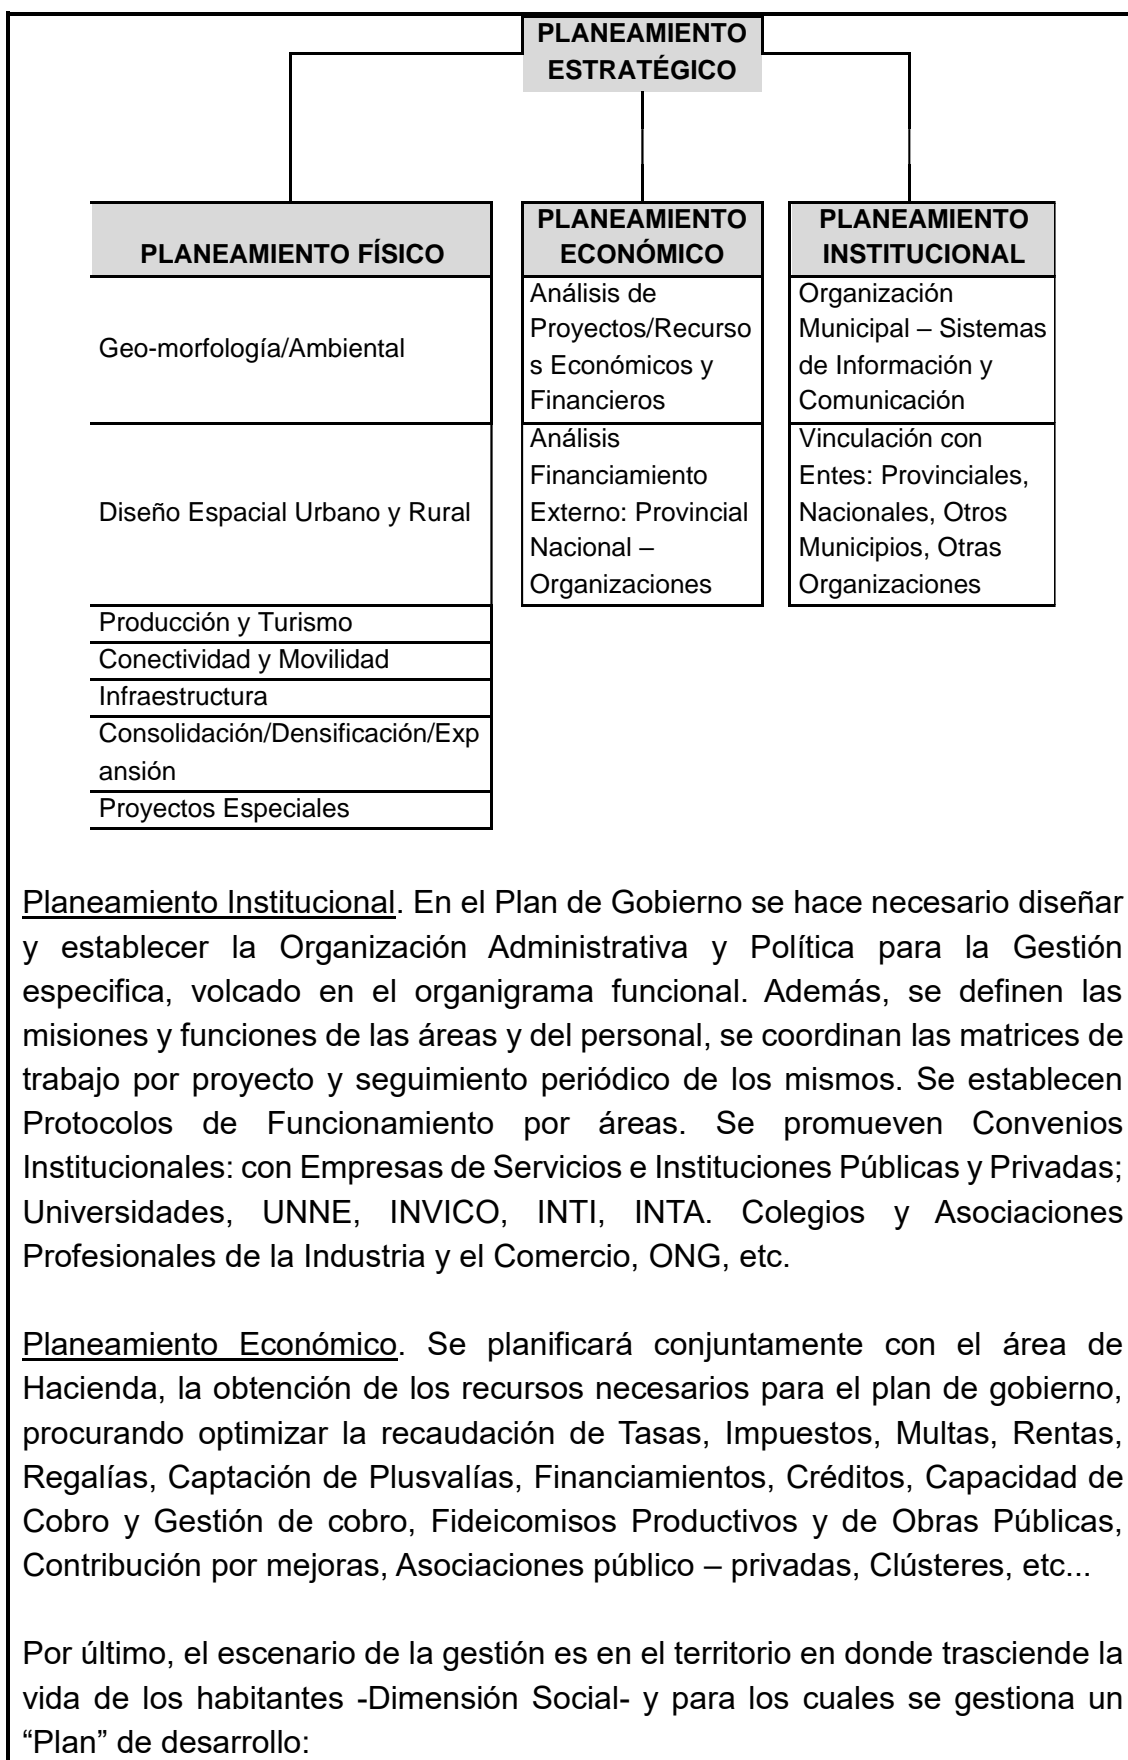 PLANEAMIENTO
ESTRATÉGICO
PLANEAMIENTO FÍSICO
Geo-morfología/Ambiental
Diseño Espacial Urbano y Rural
Producción y Turismo
Conectividad y Movilidad
Infraestructura
Consolidación/Densificación/Exp
ansión
Proyectos Especiales
PLANEAMIENTO
ECONÓMICO
Análisis de
Proyectos/Recurso
s Económicos y
Financieros
Análisis
Financiamiento
Externo: Provincial
Nacional –
Organizaciones
PLANEAMIENTO
INSTITUCIONAL
Organización
Municipal – Sistemas
de Información y
Comunicación
Vinculación con
Entes: Provinciales,
Nacionales, Otros
Municipios, Otras
Organizaciones
Planeamiento Institucional. En el Plan de Gobierno se hace necesario diseñar
y establecer la Organización Administrativa y Política para la Gestión
especifica, volcado en el organigrama funcional. Además, se definen las
misiones y funciones de las áreas y del personal, se coordinan las matrices de
trabajo por proyecto y seguimiento periódico de los mismos. Se establecen
Protocolos de Funcionamiento por áreas. Se promueven Convenios
Institucionales: con Empresas de Servicios e Instituciones Públicas y Privadas;
Universidades, UNNE, INVICO, INTI, INTA. Colegios y Asociaciones
Profesionales de la Industria y el Comercio, ONG, etc.
Planeamiento Económico. Se planificará conjuntamente con el área de
Hacienda, la obtención de los recursos necesarios para el plan de gobierno,
procurando optimizar la recaudación de Tasas, Impuestos, Multas, Rentas,
Regalías, Captación de Plusvalías, Financiamientos, Créditos, Capacidad de
Cobro y Gestión de cobro, Fideicomisos Productivos y de Obras Públicas,
Contribución por mejoras, Asociaciones público – privadas, Clústeres, etc...
Por último, el escenario de la gestión es en el territorio en donde trasciende la
vida de los habitantes -Dimensión Social- y para los cuales se gestiona un
“Plan” de desarrollo: